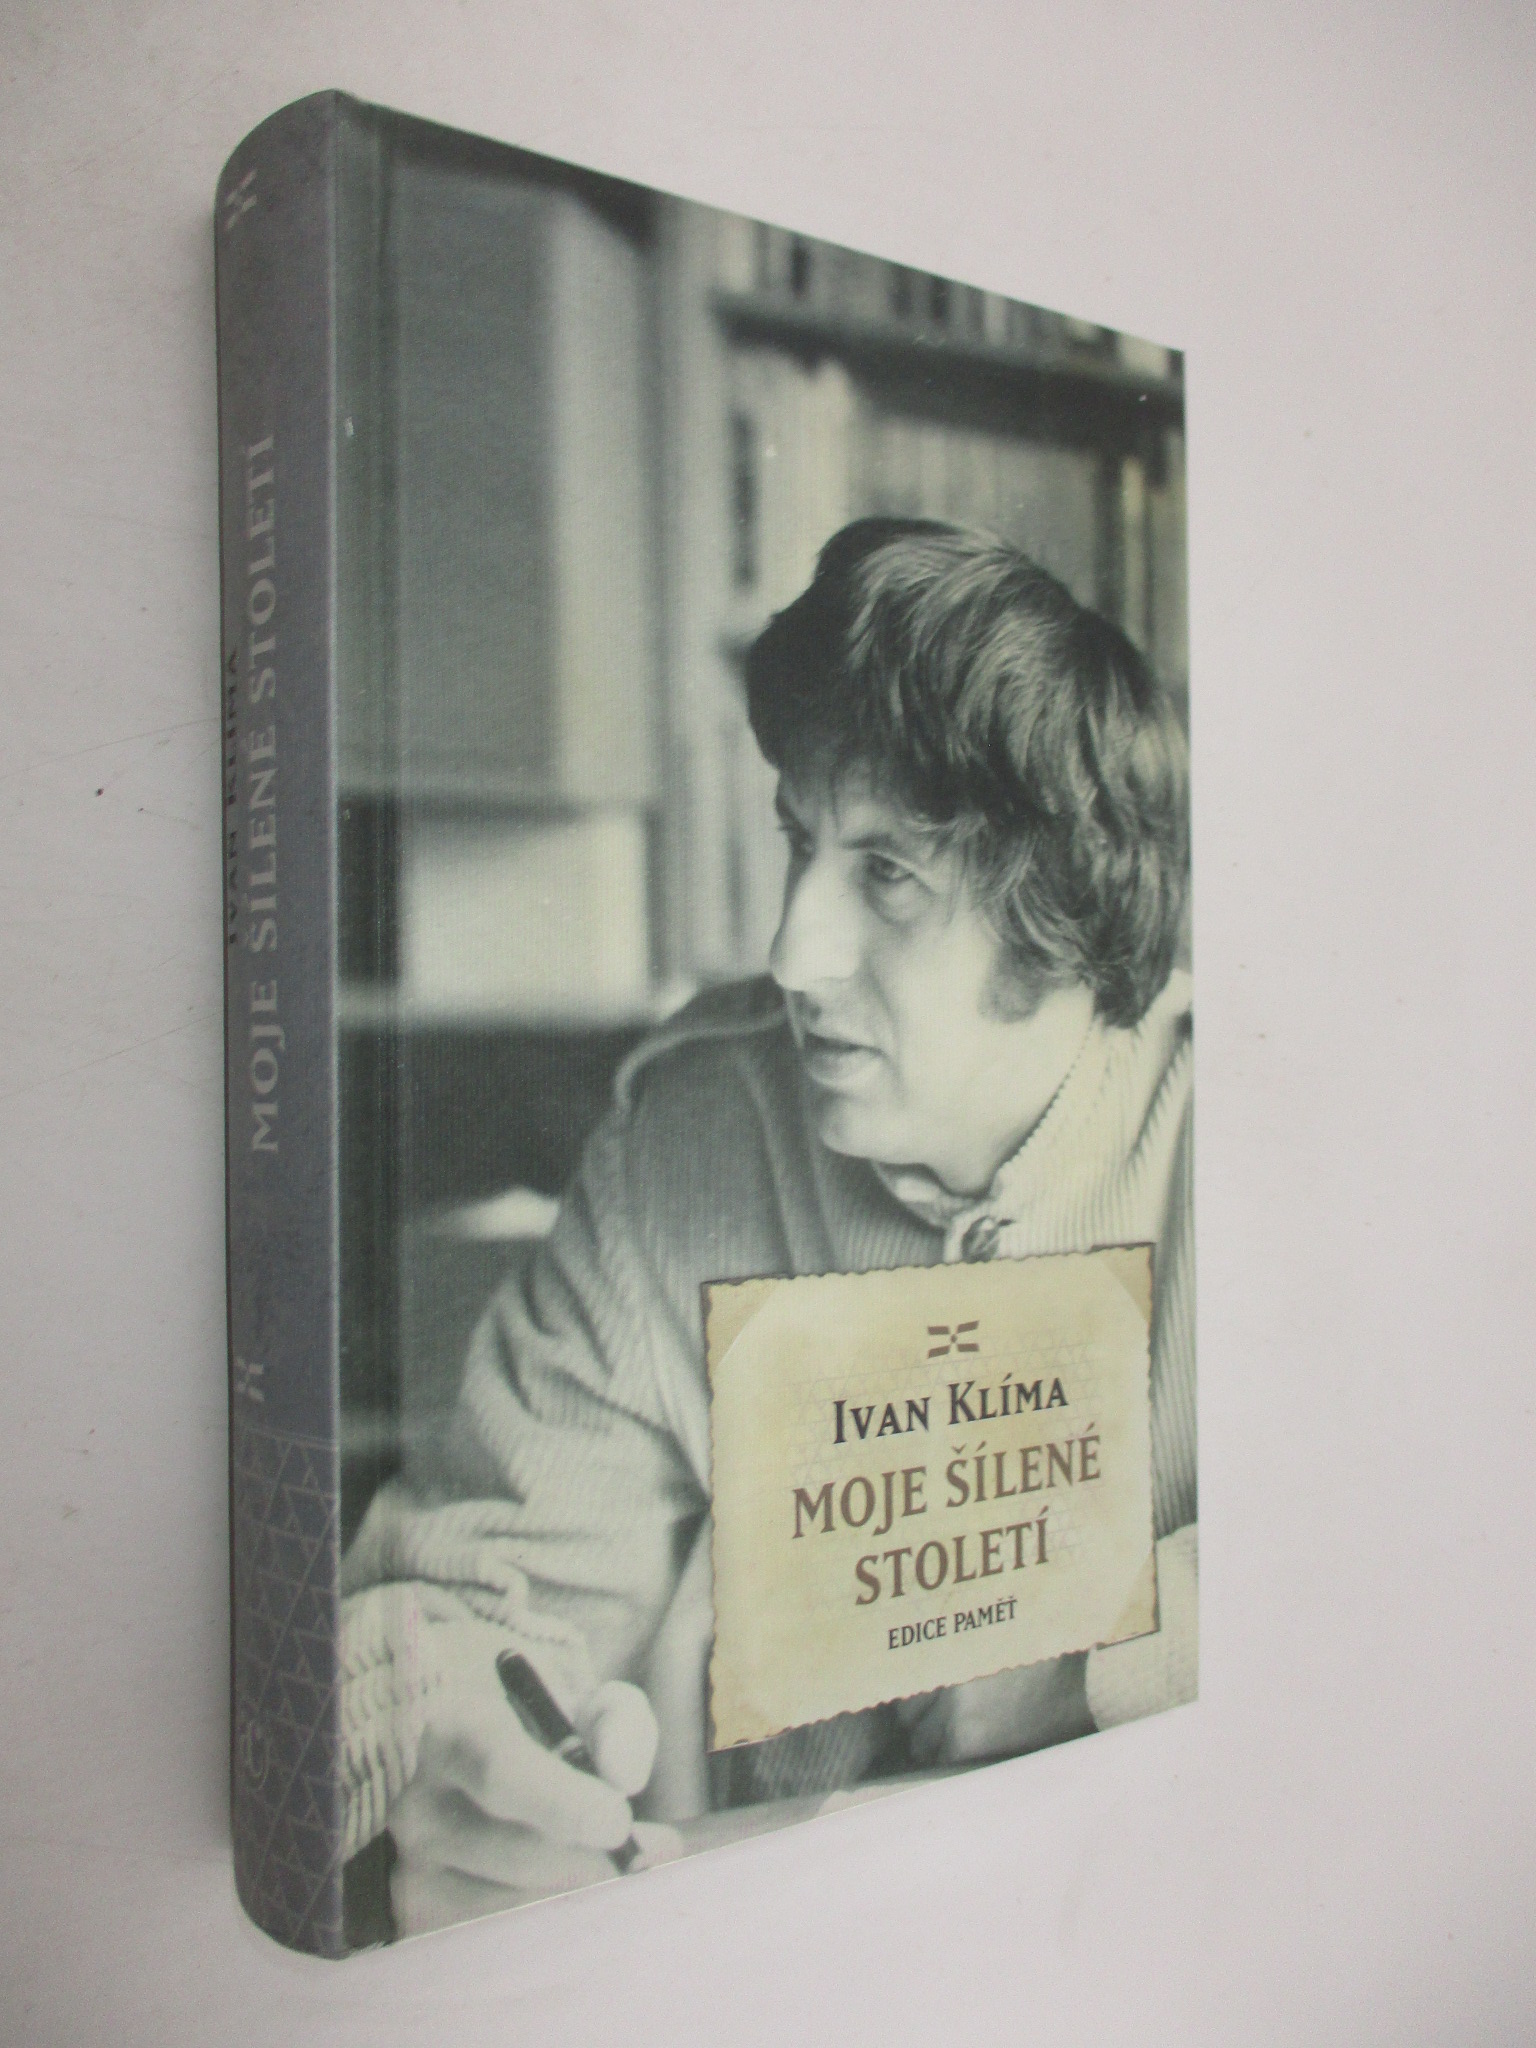 IVAN KLÍMA
MOJE ŠÍLENÉ STOLETÍ
IVAN KLÍMA
MOJE ŠÍLENÉ
STOLETÍ
EDICE PAMĚŤ